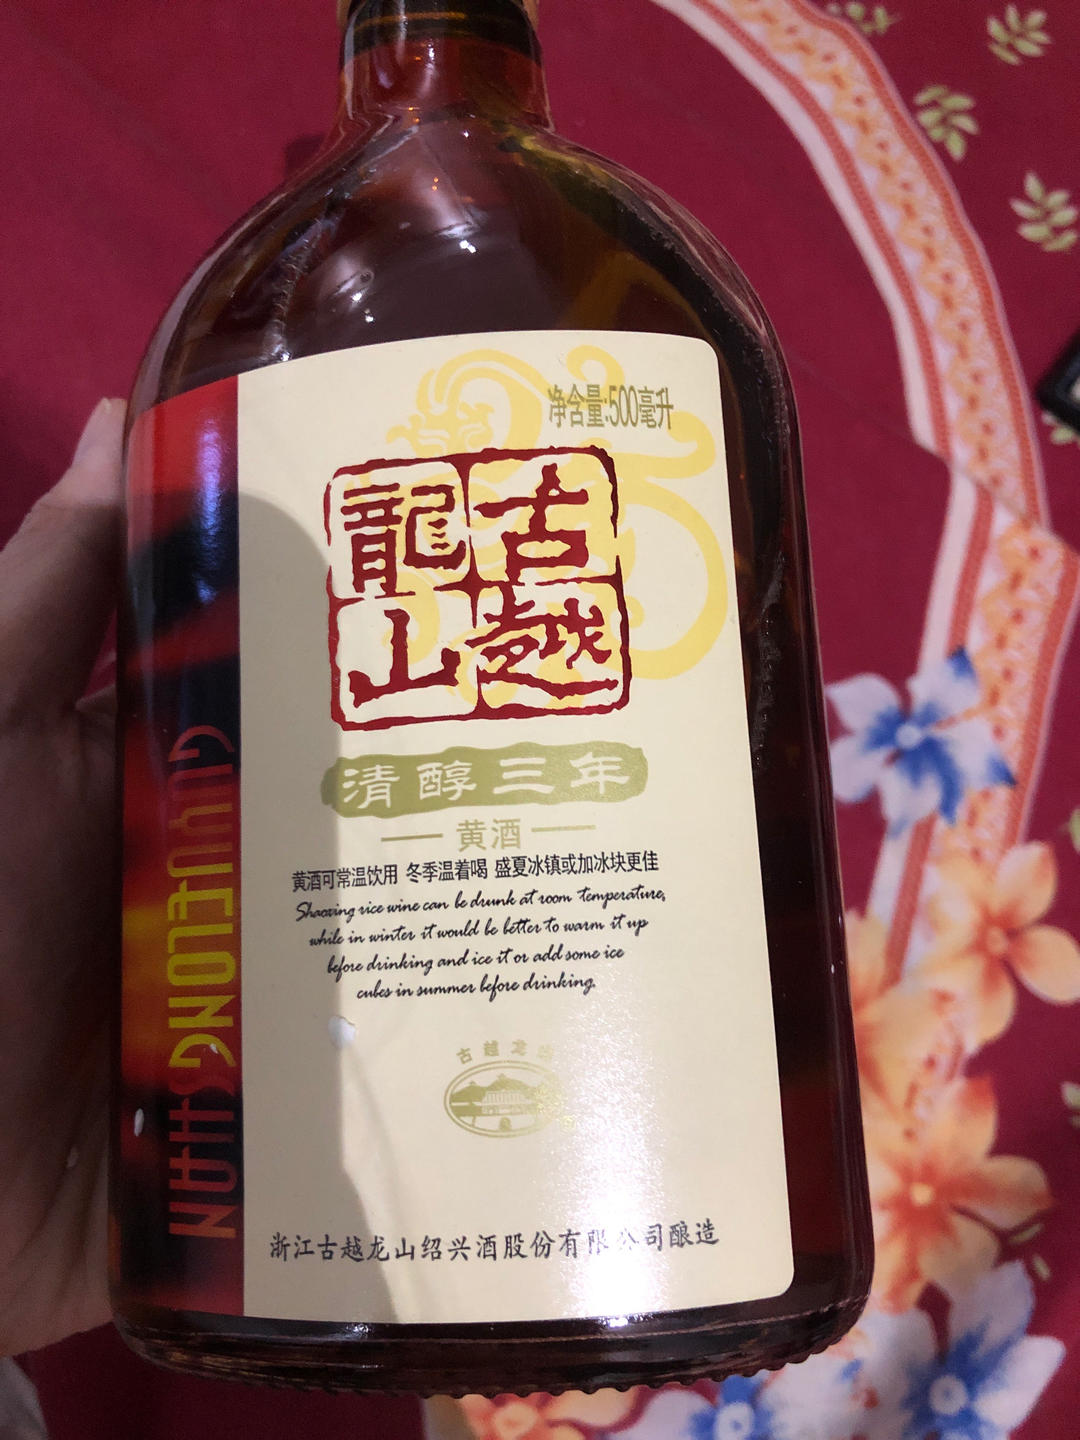 净含量:500毫升
古越
龍山
清醇三年
黄酒
黄酒可常温饮用 冬季温着喝 盛夏冰镇或加冰块更佳
Shaoxing rice wine can be drunk at room temperature,
while in winter it would be better to warm it up
before drinking and ice it or add some ice
cubes in summer before drinking.
古越龙山
浙江古越龙山绍兴酒股份有限公司酿造
GUYUELONGSHAN